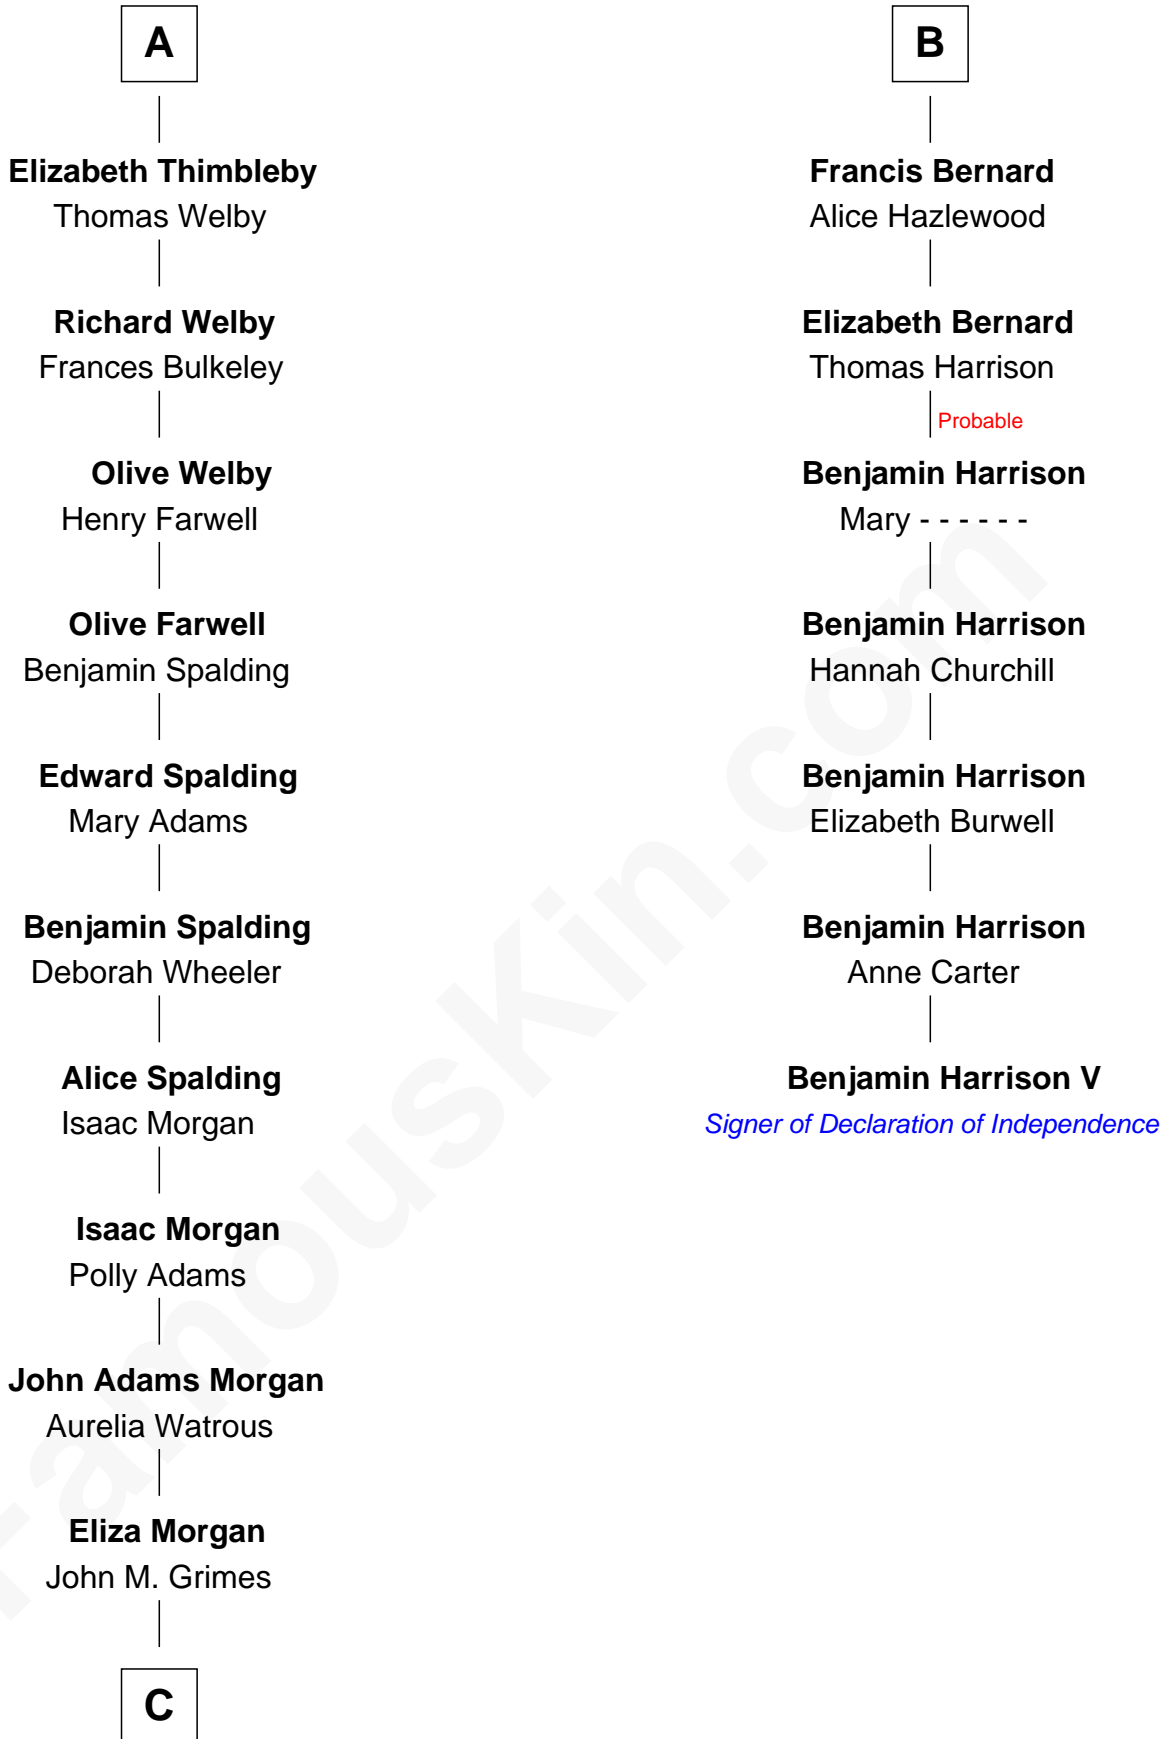 A
Elizabeth Thimbleby
Thomas Welby
Richard Welby
Frances Bulkeley
Olive Welby
Henry Farwell
Olive Farwell
Benjamin Spalding
Edward Spalding
Mary Adams
Benjamin Spalding
Deborah Wheeler
Alice Spalding
Isaac Morgan
Isaac Morgan
Polly Adams
John Adams Morgan
Aurelia Watrous
Eliza Morgan
John M. Grimes
C
B
Francis Bernard
Alice Hazlewood
Elizabeth Bernard
Thomas Harrison
Probable
Benjamin Harrison
Mary - - - - - -
Benjamin Harrison
Hannah Churchill
Benjamin Harrison
Elizabeth Burwell
Benjamin Harrison
Anne Carter
Benjamin Harrison V
Signer of Declaration of Independence
FamousKin.com